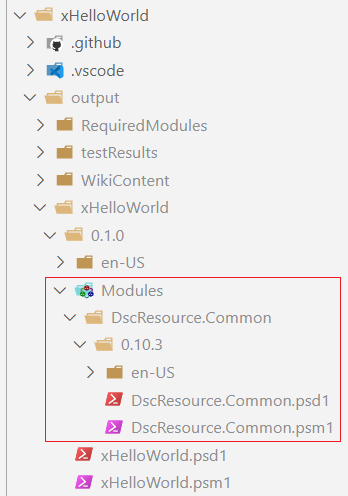 xHelloWorld
.github
.vscode
output
RequiredModules
testResults
WikiContent
xHelloWorld
0.1.0
en-US
Modules
DscResource.Common
0.10.3
en-US
DscResource.Common.psd1
DscResource.Common.psm1
xHelloWorld.psd1
xHelloWorld.psm1